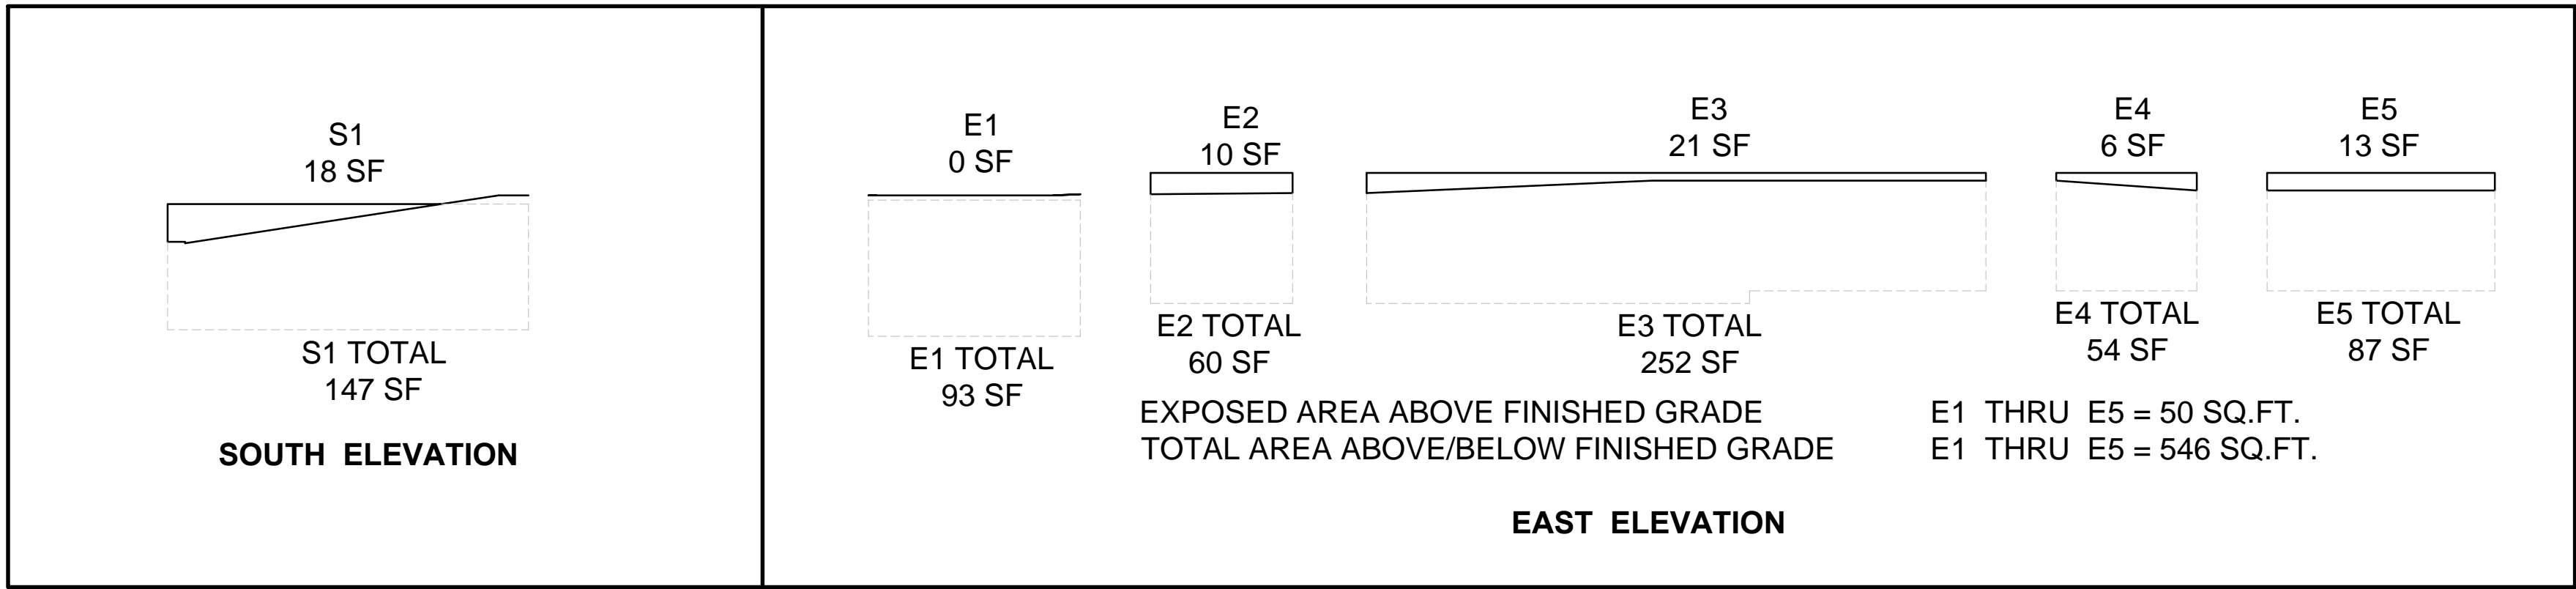 S1
18 SF
S1 TOTAL
147 SF
SOUTH ELEVATION
E1
0 SF
E1 TOTAL
93 SF
E2
10 SF
E2 TOTAL
60 SF
E3
21 SF
E3 TOTAL
252 SF
E4
6 SF
E4 TOTAL
54 SF
E5
13 SF
E5 TOTAL
87 SF
EXPOSED AREA ABOVE FINISHED GRADE E1 THRU E5 = 50 SQ.FT.
TOTAL AREA ABOVE/BELOW FINISHED GRADE E1 THRU E5 = 546 SQ.FT.
EAST ELEVATION